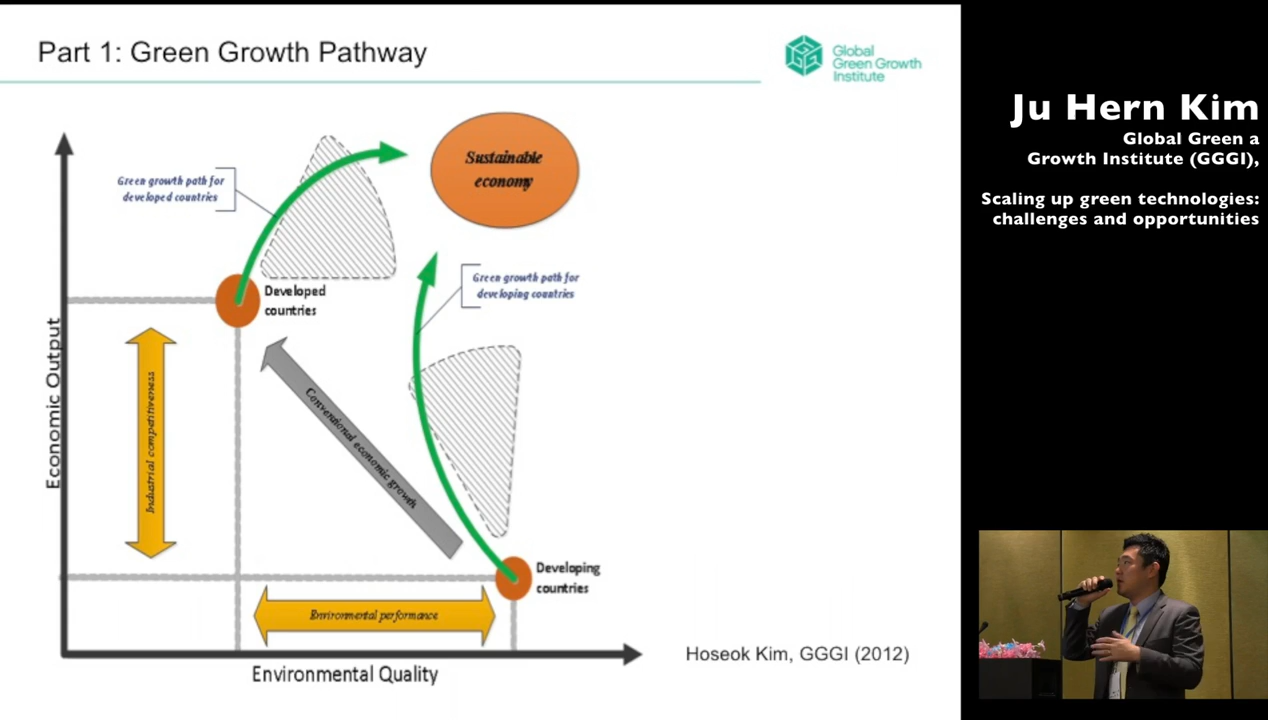 Part 1: Green Growth Pathway
Global
Green Growth
Institute
Ju Hern Kim
Global Green a
Growth Institute (GGGI),
Scaling up green technologies:
challenges and opportunities
Sustainable
economy
Green growth path for
developed countries
Green growth path for
developing countries
Developed
countries
Economic Output
Industrial competitiveness
Conventional economic growth
Developing
countries
Environmental performance
Environmental Quality
Hoseok Kim, GGGI (2012)